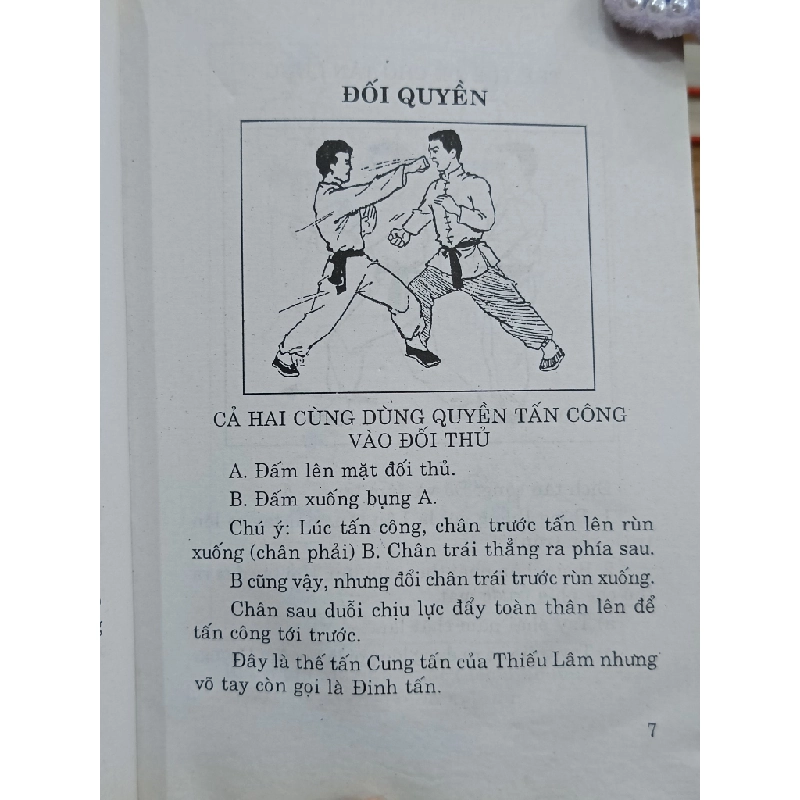 ĐỐI QUYỀN
CẢ HAI CÙNG DÙNG QUYỀN TẤN CÔNG
VÀO ĐỐI THỦ
A. Đấm lên mặt đối thủ.
B. Đấm xuống bụng A.
Chú ý: Lúc tấn công, chân trước tấn lên rùn
xuống (chân phải) B. Chân trái thẳng ra phía sau.
B cũng vậy, nhưng đổi chân trái trước rùn xuống.
Chân sau duỗi chịu lực đẩy toàn thân lên để
tấn công tới trước.
Đây là thế tấn Cung tấn của Thiếu Lâm nhưng
võ tay còn gọi là Đinh tấn.
7